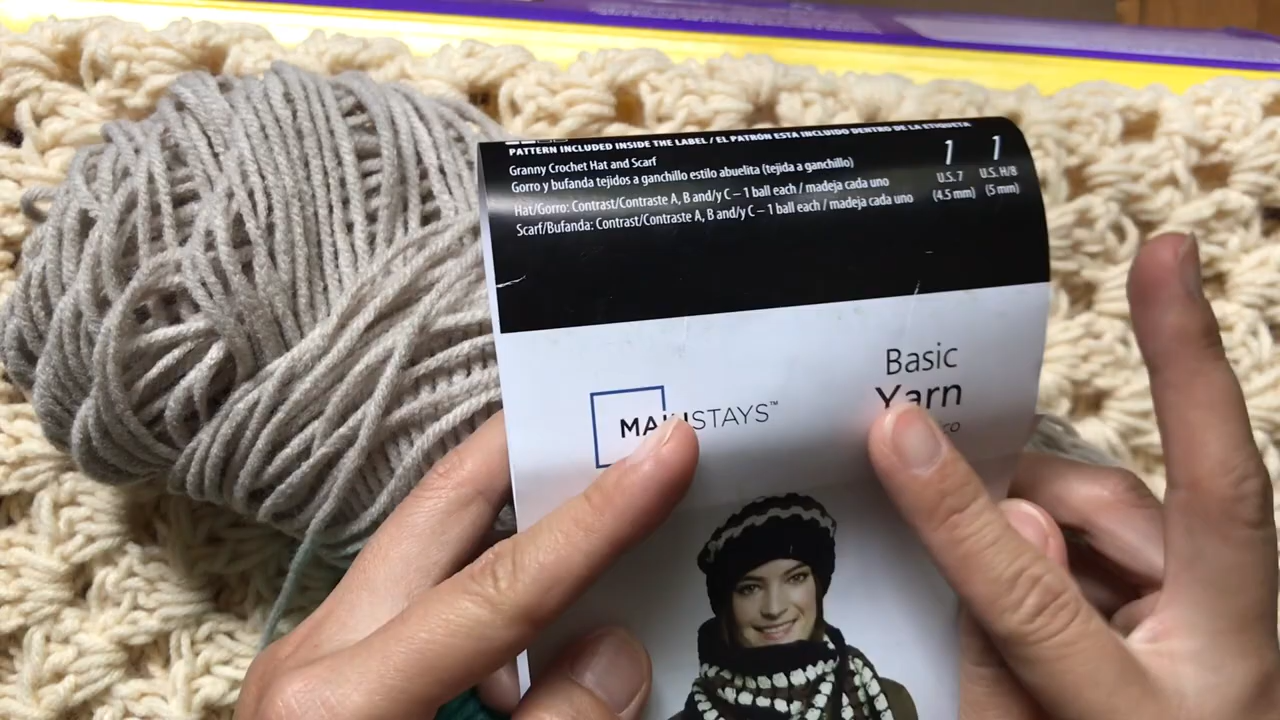 PATTERN INCLUDED INSIDE THE LABEL / EL PATRÓN ESTA INCLUIDO DENTRO DE LA ETIQUETA
Granny Crochet Hat and Scarf
Gorro y bufanda tejidos a ganchillo estilo abuelita (tejida a ganchillo)
Hat/Gorro: Contrast/Contraste A, B and/y C – 1 ball each / madeja cada uno
Scarf/Bufanda: Contrast/Contraste A, B and/y C – 1 ball each / madeja cada uno
1 1
U.S. 7 U.S. H/8
(4.5 mm) (5 mm)
MAINSTAYS™
Basic
Yarn